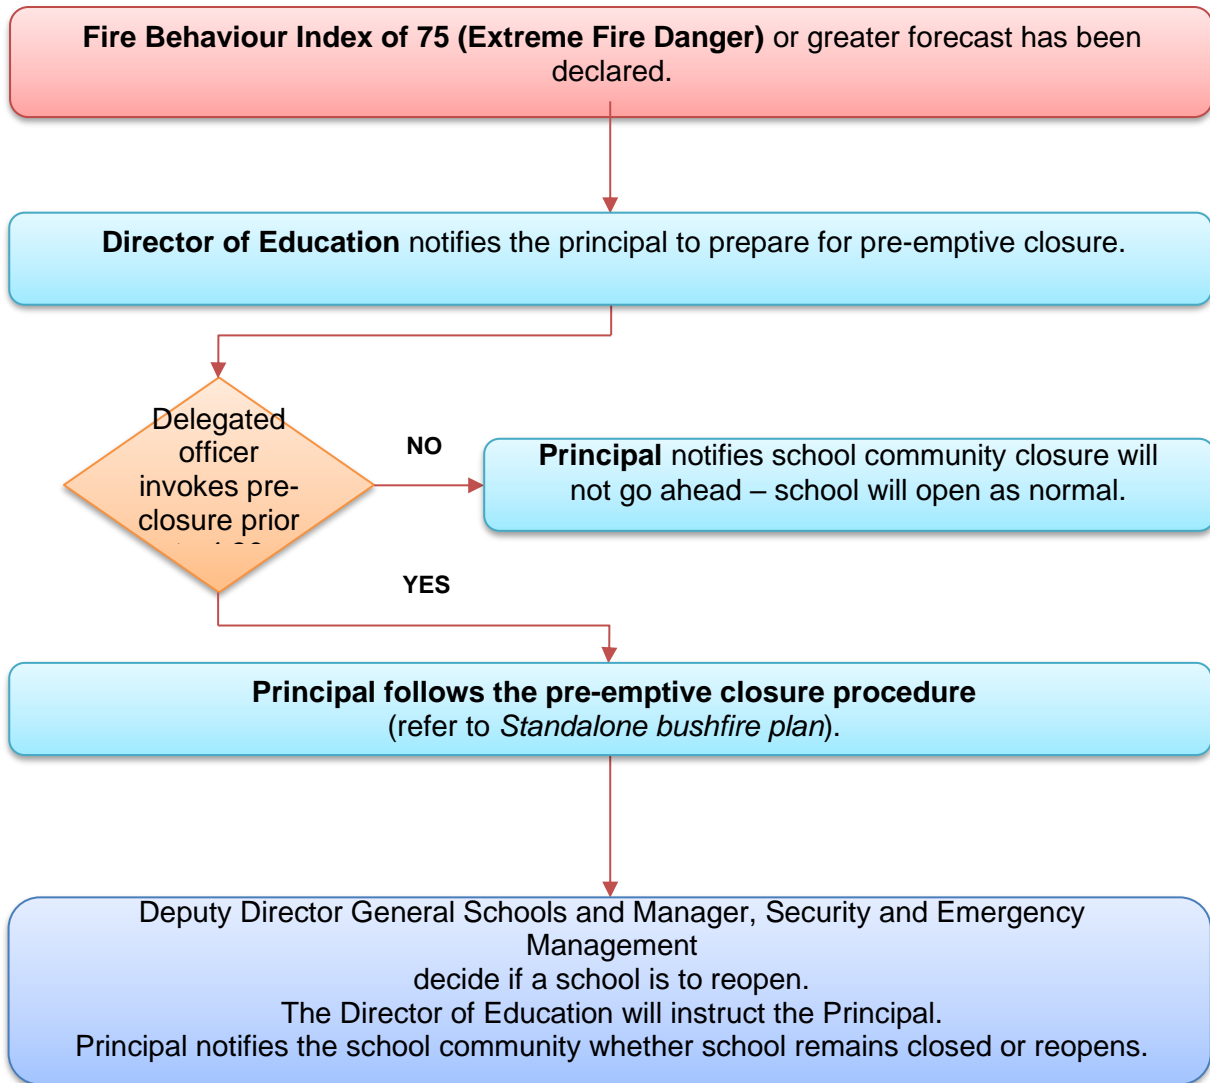 Fire Behaviour Index of 75 (Extreme Fire Danger) or greater forecast has been
declared.
Director of Education notifies the principal to prepare for pre-emptive closure.
Delegated
officer
invokes pre-
closure prior
NO
Principal notifies school community closure will
not go ahead – school will open as normal.
YES
Principal follows the pre-emptive closure procedure
(refer to Standalone bushfire plan).
Deputy Director General Schools and Manager, Security and Emergency
Management
decide if a school is to reopen.
The Director of Education will instruct the Principal.
Principal notifies the school community whether school remains closed or reopens.